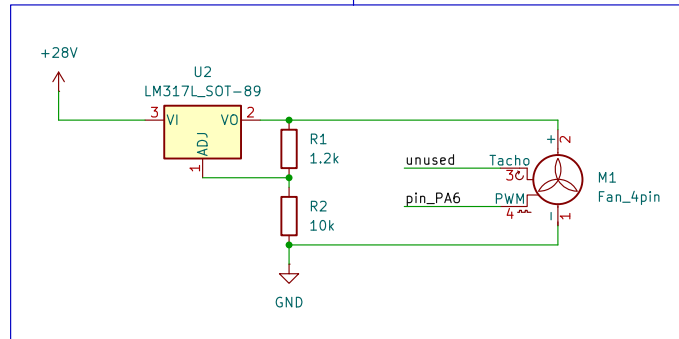 +28V
U2
LM317L_SOT-89
3
VI
VO
2
ADJ
1
R1
1.2k
R2
10k
GND
unused
Tacho
3
pin_PA6
PWM
4
+
2
M1
Fan_4pin
-
1